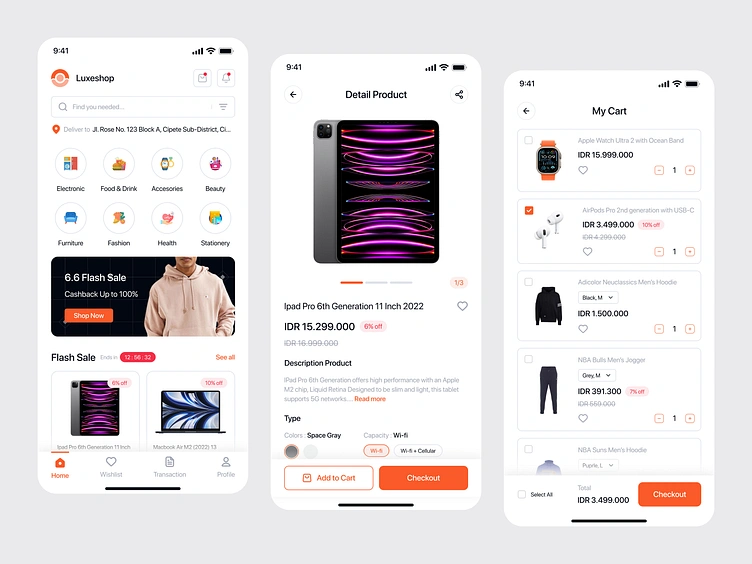 9:41
Luxeshop
Find you needed...
Deliver to Jl. Rose No. 123 Block A, Cipete Sub-District, Ci...
Electronic
Food & Drink
Accesories
Beauty
Furniture
Fashion
Health
Stationery
6.6 Flash Sale
Cashback Up to 100%
Shop Now
Flash Sale
Ends in
12 : 56 : 32
See all
6% off
10% off
Ipad Pro 6th Generation 11 Inch
Macbook Air M2 (2022) 13
Home
Wishlist
Transaction
Profile
9:41
Detail Product
1/3
Ipad Pro 6th Generation 11 Inch 2022
IDR 15.299.000
6% off
IDR 16.999.000
Description Product
IPad Pro 6th Generation offers high performance with an Apple
M2 chip, Liquid Retina Designed to be slim and light, this tablet
supports 5G networks.... Read more
Type
Colors : Space Gray
Capacity : Wi-fi
Wi-fi
Wi-fi + Cellular
Add to Cart
Checkout
9:41
My Cart
Apple Watch Ultra 2 with Ocean Band
IDR 15.999.000
1
AirPods Pro 2nd generation with USB-C
IDR 3.499.000
10% off
IDR 4.299.000
1
Adicolor Neuclassics Men's Hoodie
Black, M
IDR 1.500.000
1
NBA Bulls Men's Jogger
Grey, M
IDR 391.300
7% off
IDR 559.000
1
NBA Suns Men's Hoodie
Purple, L
Select All
Total
IDR 3.499.000
Checkout